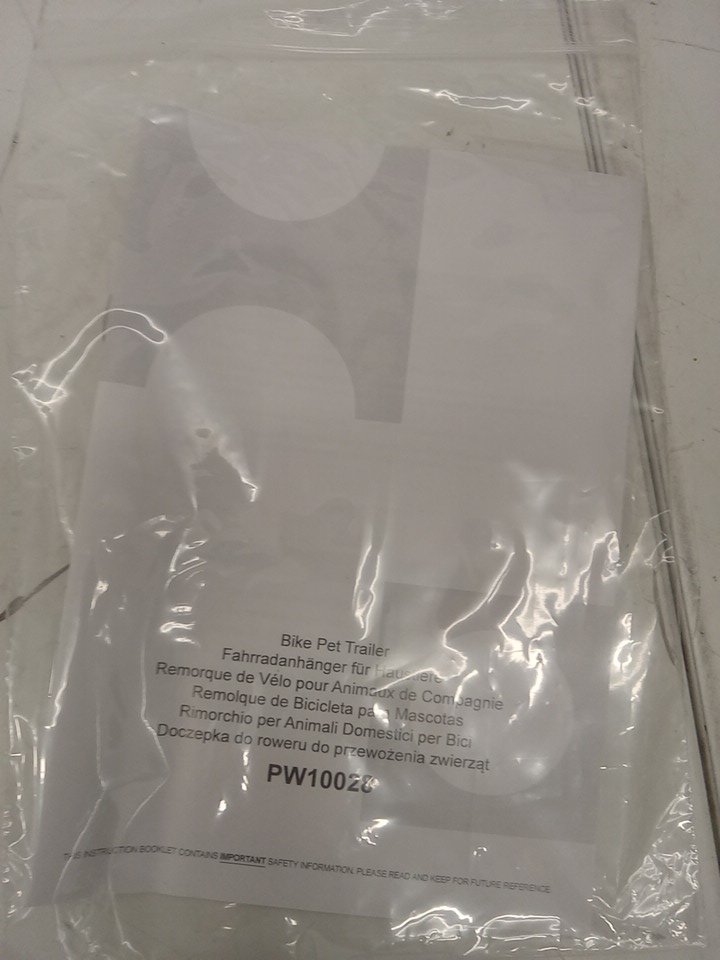 Bike Pet Trailer
Fahrradanhänger für Haustiere
Remorque de Vélo pour Animaux de Compagnie
Remolque de Bicicleta para Mascotas
Rimorchio per Animali Domestici per Bici
Doczepka do roweru do przewożenia zwierząt
PW10028
THIS INSTRUCTION BOOKLET CONTAINS IMPORTANT SAFETY INFORMATION. PLEASE READ AND KEEP FOR FUTURE REFERENCE